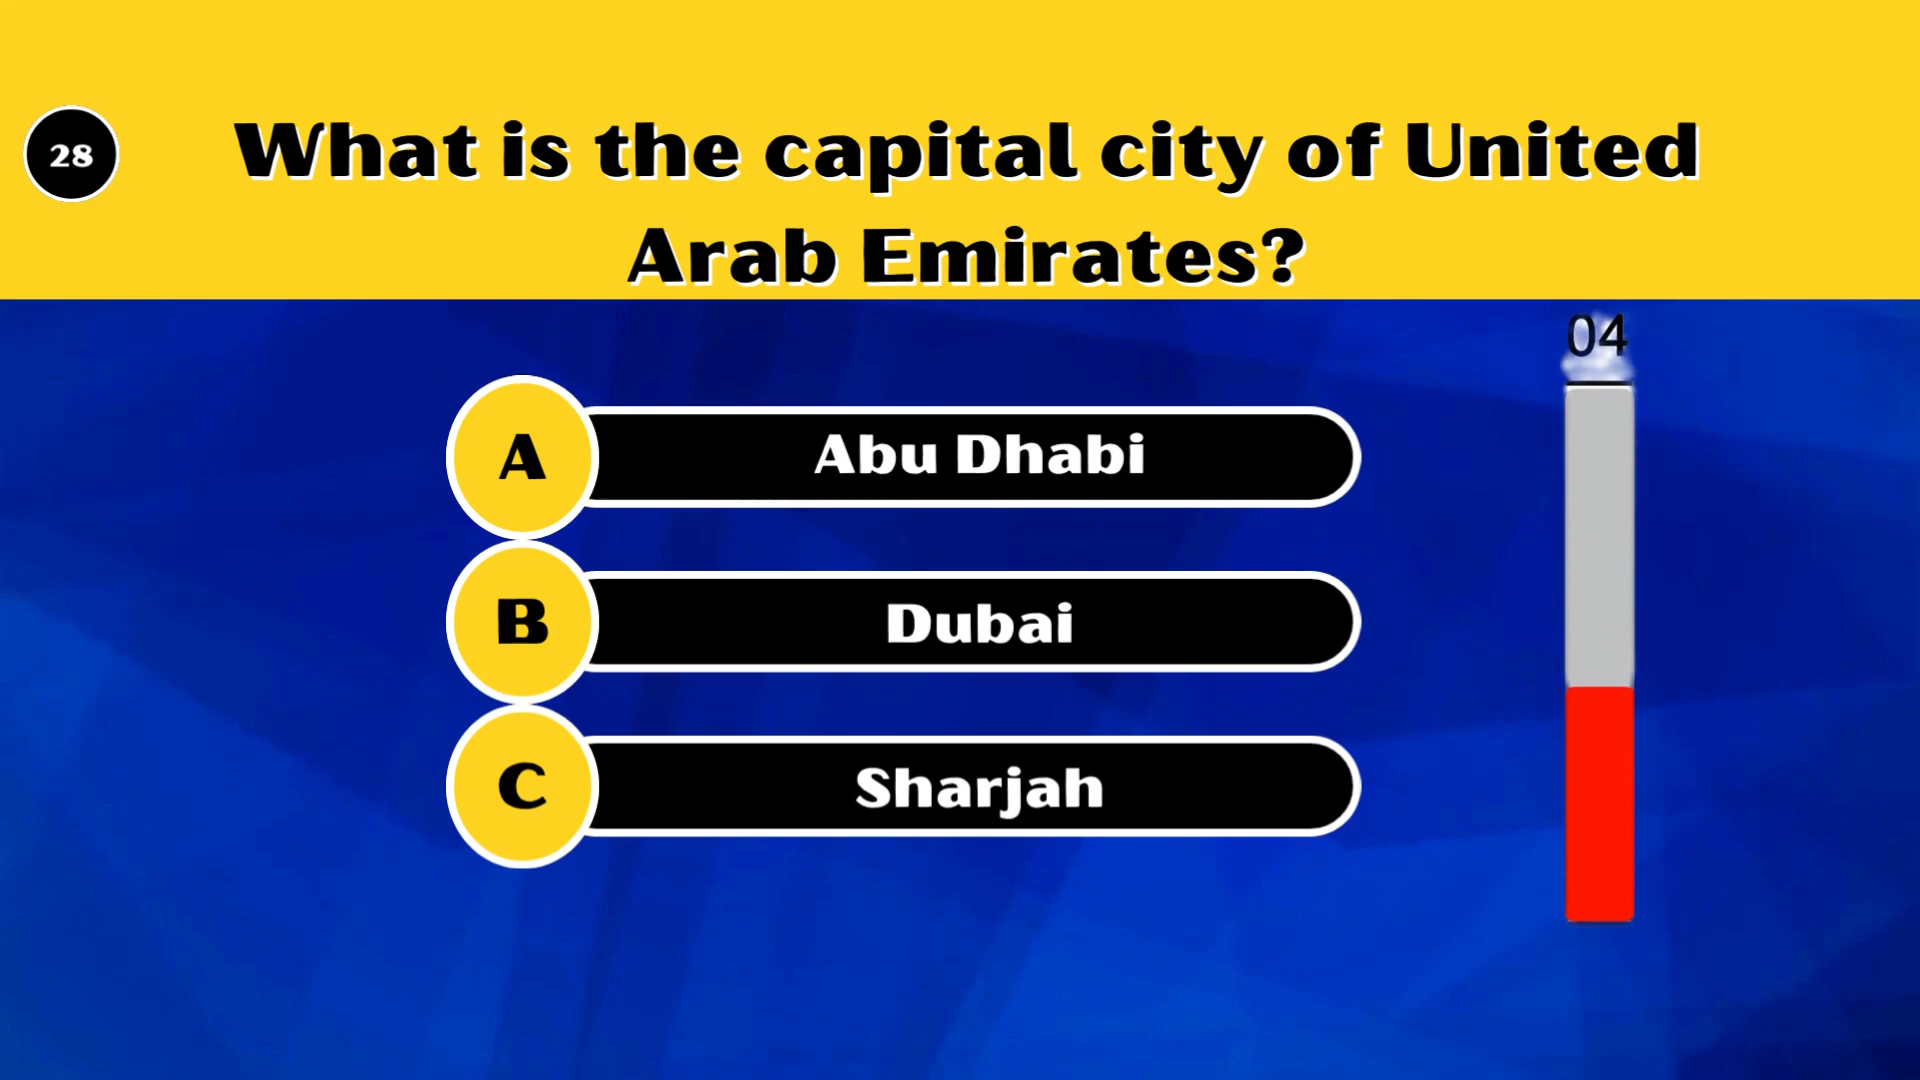 28
What is the capital city of United
Arab Emirates?
04
A
Abu Dhabi
B
Dubai
C
Sharjah